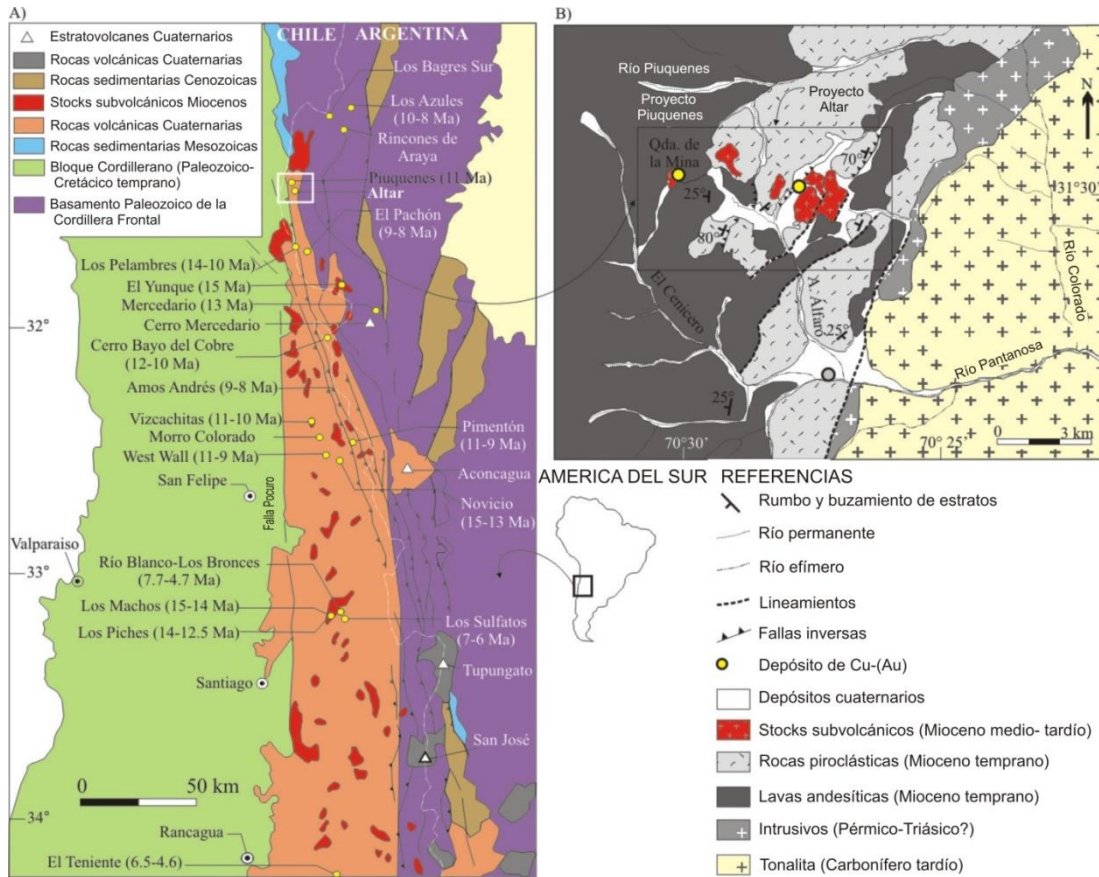 A)
CHILE ARGENTINA
Estratovolcanes Cuaternarios
Rocas volcánicas Cuaternarias
Rocas sedimentarias Cenozoicas
Stocks subvolcánicos Miocenos
Rocas volcánicas Cuaternarias
Rocas sedimentarias Mesozoicas
Bloque Cordillerano (Paleozoico-
Cretácico temprano)
Basamento Paleozoico de la
Cordillera Frontal
Los Bagres Sur
Los Azules
(10-8 Ma)
Rincones de
Araya
Piuquenes (11 Ma)
Altar
El Pachón
(9-8 Ma)
Los Pelambres (14-10 Ma)
El Yunque (15 Ma)
Mercedario (13 Ma)
32°
Cerro Mercedario
Cerro Bayo del Cobre
(12-10 Ma)
Amos Andrés (9-8 Ma)
Vizcachitas (11-10 Ma)
Morro Colorado
West Wall (11-9 Ma)
San Felipe
Falla Pocuro
Pimentón
(11-9 Ma)
Aconcagua
Novicio
(15-13 Ma)
Valparaiso
33°
Río Blanco-Los Bronces
(7.7-4.7 Ma)
Los Machos (15-14 Ma)
Los Piches (14-12.5 Ma)
Los Sulfatos
(7-6 Ma)
Tupungato
Santiago
San José
0 50 km
34°
Rancagua
El Teniente (6.5-4.6)
B)
Río Piuquenes
Proyecto
Piuquenes
Proyecto
Altar
N
Qda. de
la Mina
70°
25°
31°30'
80°
El Cenicero
A. Álfaro
Río Colorado
25°
Río Pantanosa
25°
70°30'
70°25'
0 3 km
AMERICA DEL SUR
REFERENCIAS
Rumbo y buzamiento de estratos
Río permanente
Río efímero
Lineamientos
Fallas inversas
Depósito de Cu-(Au)
Depósitos cuaternarios
Stocks subvolcánicos (Mioceno medio- tardío)
Rocas piroclásticas (Mioceno temprano)
Lavas andesíticas (Mioceno temprano)
Intrusivos (Pérmico-Triásico?)
Tonalita (Carbonífero tardío)